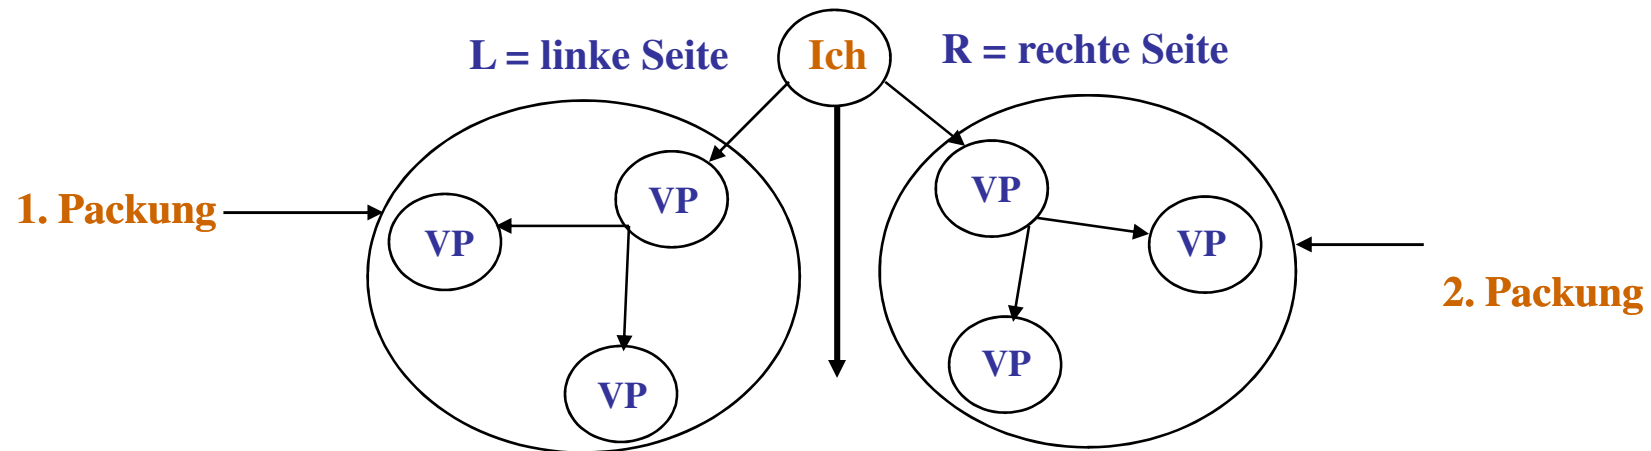 L = linke Seite
Ich
R = rechte Seite
1. Packung
VP
VP
VP
VP
VP
VP
2. Packung